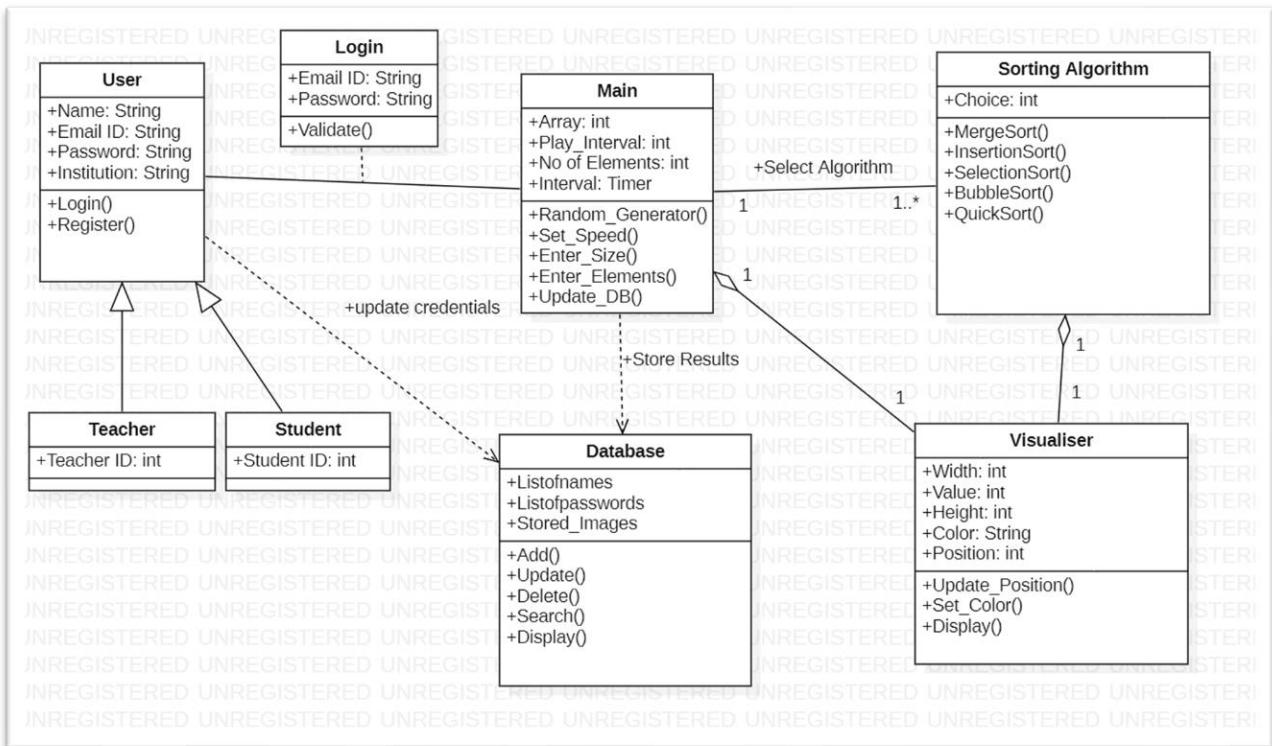 User
+Name: String
+Email ID: String
+Password: String
+Institution: String
+Login()
+Register()
Login
+Email ID: String
+Password: String
+Validate()
Main
+Array: int
+Play_Interval: int
+No of Elements: int
+Interval: Timer
+Random_Generator()
+Set_Speed()
+Enter_Size()
+Enter_Elements()
+Update_DB()
+Select Algorithm
1
1..*
Sorting Algorithm
+Choice: int
+MergeSort()
+InsertionSort()
+SelectionSort()
+BubbleSort()
+QuickSort()
1
1
1
1
+update credentials
+Store Results
Teacher
+Teacher ID: int
Student
+Student ID: int
Database
+Listofnames
+Listofpasswords
+Stored_Images
+Add()
+Update()
+Delete()
+Search()
+Display()
Visualiser
+Width: int
+Value: int
+Height: int
+Color: String
+Position: int
+Update_Position()
+Set_Color()
+Display()
UNREGISTERED